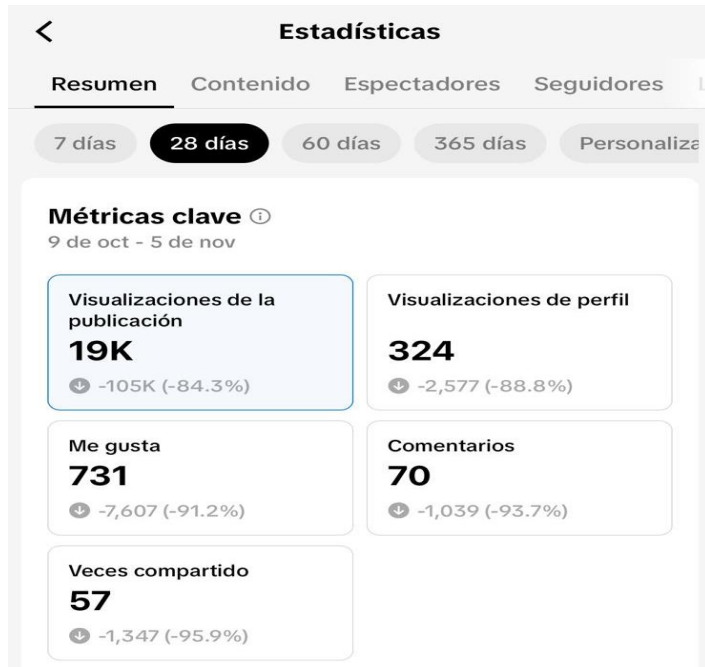 Estadísticas
Resumen Contenido Espectadores Seguidores
7 días 28 días 60 días 365 días Personaliza
Métricas clave
9 de oct - 5 de nov
Visualizaciones de la
publicación
19K
-105K (-84.3%)
Visualizaciones de perfil
324
-2,577 (-88.8%)
Me gusta
731
-7,607 (-91.2%)
Comentarios
70
-1,039 (-93.7%)
Veces compartido
57
-1,347 (-95.9%)